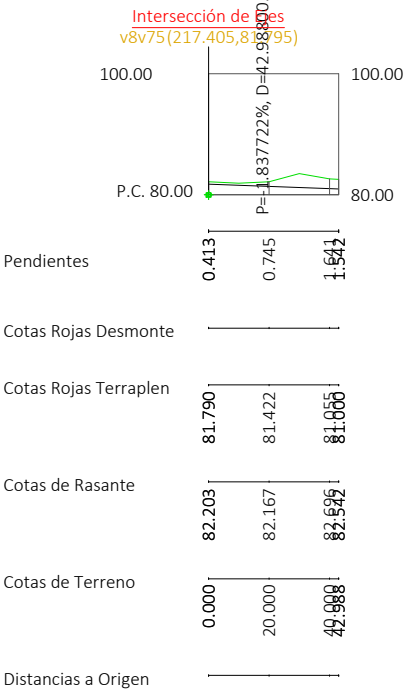 Intersección de Ejes
v8v75(217.405,81.795)
P=-1.837722%, D=42.98800
100.00
100.00
P.C. 80.00
80.00
Pendientes
0.413
0.745
1.641
1.542
Cotas Rojas Desmonte
Cotas Rojas Terraplen
81.790
81.422
81.055
81.000
Cotas de Rasante
82.203
82.167
82.696
82.542
Cotas de Terreno
0.000
20.000
40.000
42.988
Distancias a Origen